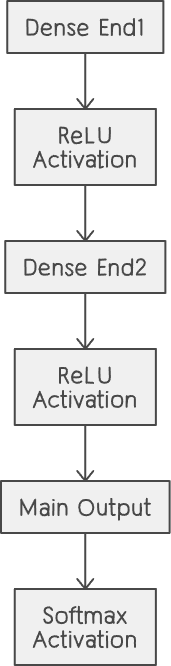 Dense End1
ReLU
Activation
Dense End2
ReLU
Activation
Main Output
Softmax
Activation